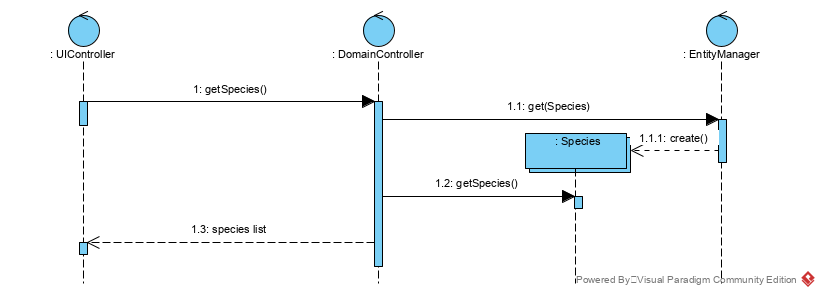 : UIController
: DomainController
: EntityManager
1: getSpecies()
1.1: get(Species)
: Species
1.1.1: create()
1.2: getSpecies()
1.3: species list
Powered By Visual Paradigm Community Edition